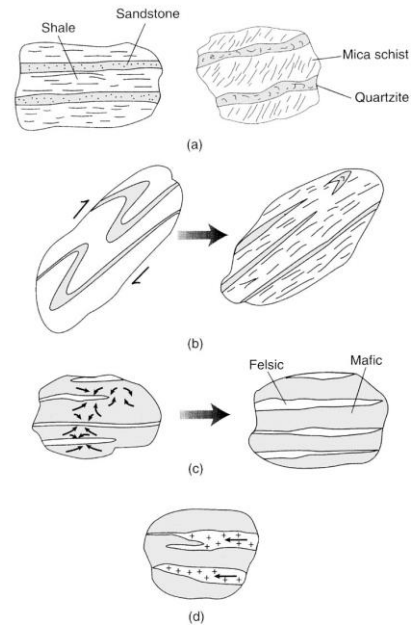 Sandstone
Shale
Mica schist
Quartzite
(a)
(b)
Felsic
Mafic
(c)
(d)